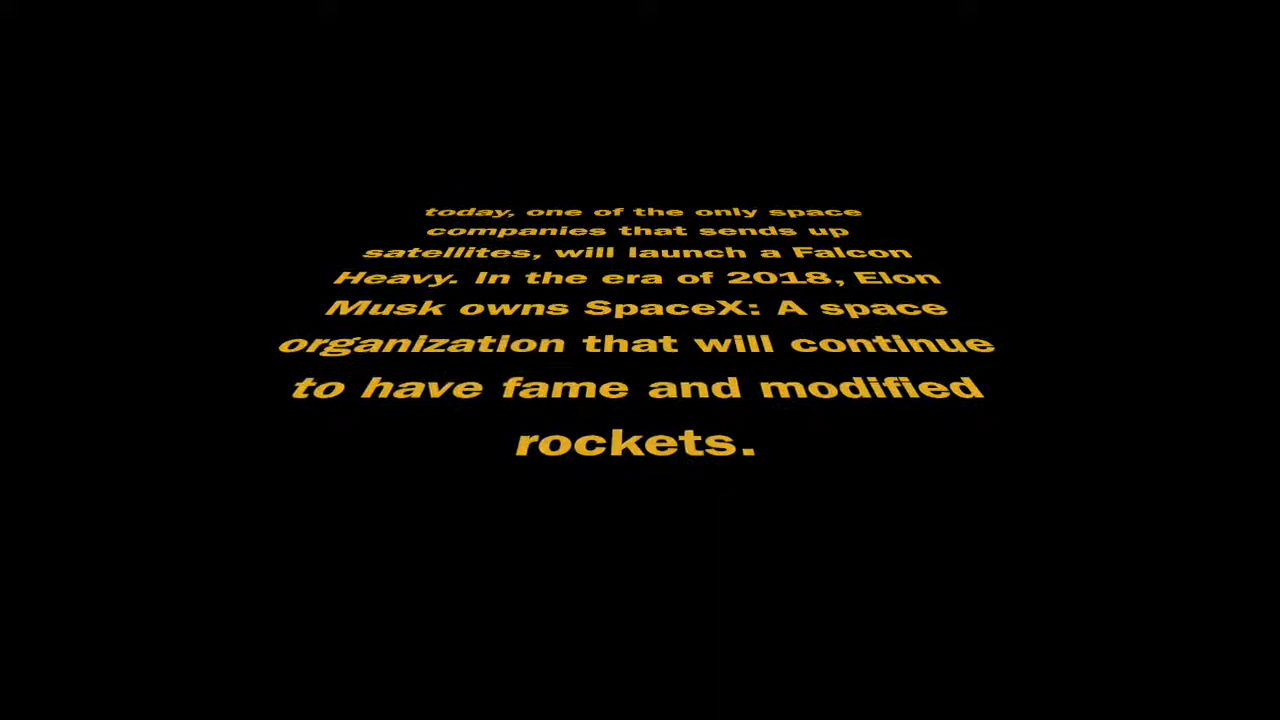 today, one of the only space
companies that sends up
satellites, will launch a Falcon
Heavy. In the era of 2018, Elon
Musk owns SpaceX: A space
organization that will continue
to have fame and modified
rockets.